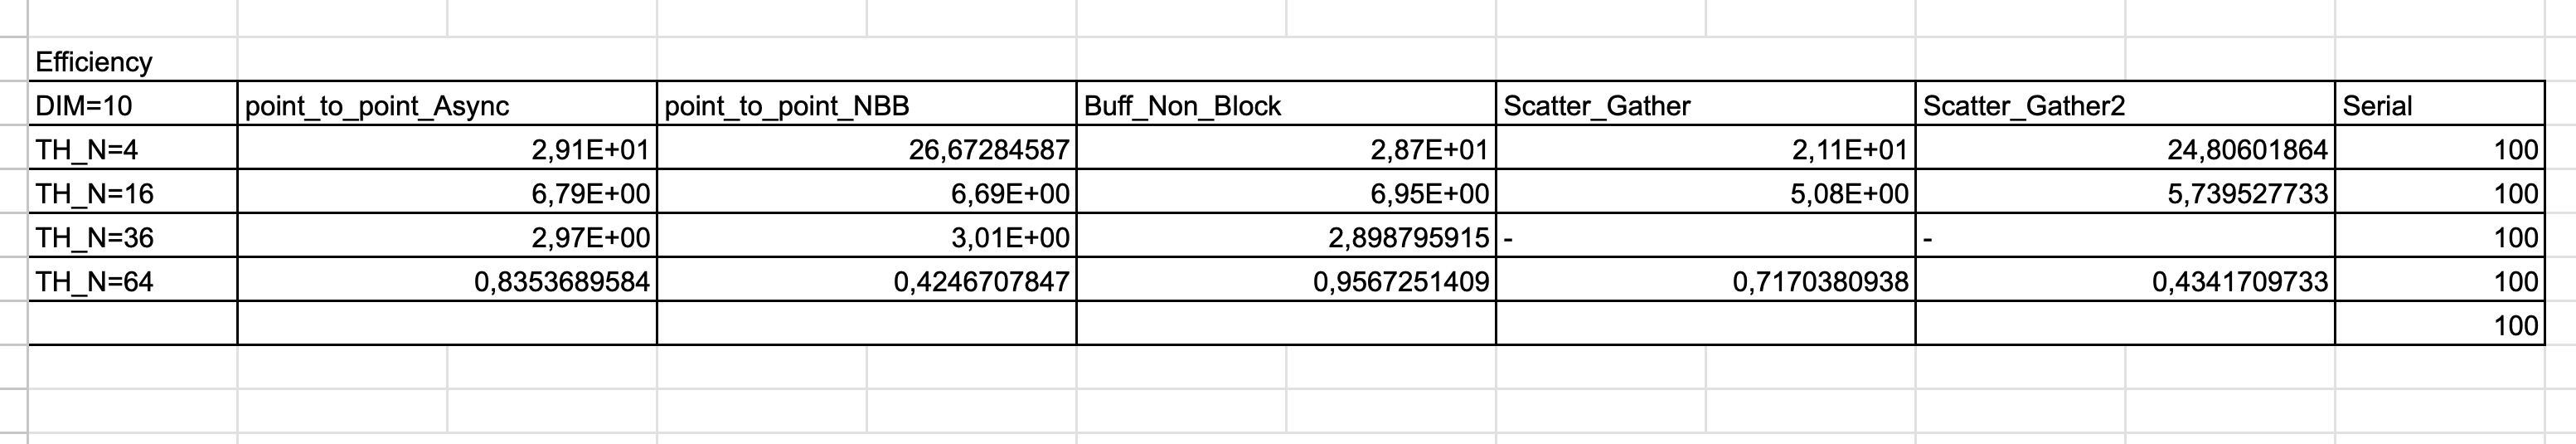 Efficiency
DIM=10 point_to_point_Async point_to_point_NBB Buff_Non_Block Scatter_Gather Scatter_Gather2 Serial
TH_N=4 2,91E+01 26,67284587 2,87E+01 2,11E+01 24,80601864 100
TH_N=16 6,79E+00 6,69E+00 6,95E+00 5,08E+00 5,739527733 100
TH_N=36 2,97E+00 3,01E+00 2,898795915 - - 100
TH_N=64 0,8353689584 0,4246707847 0,9567251409 0,7170380938 0,4341709733 100
100